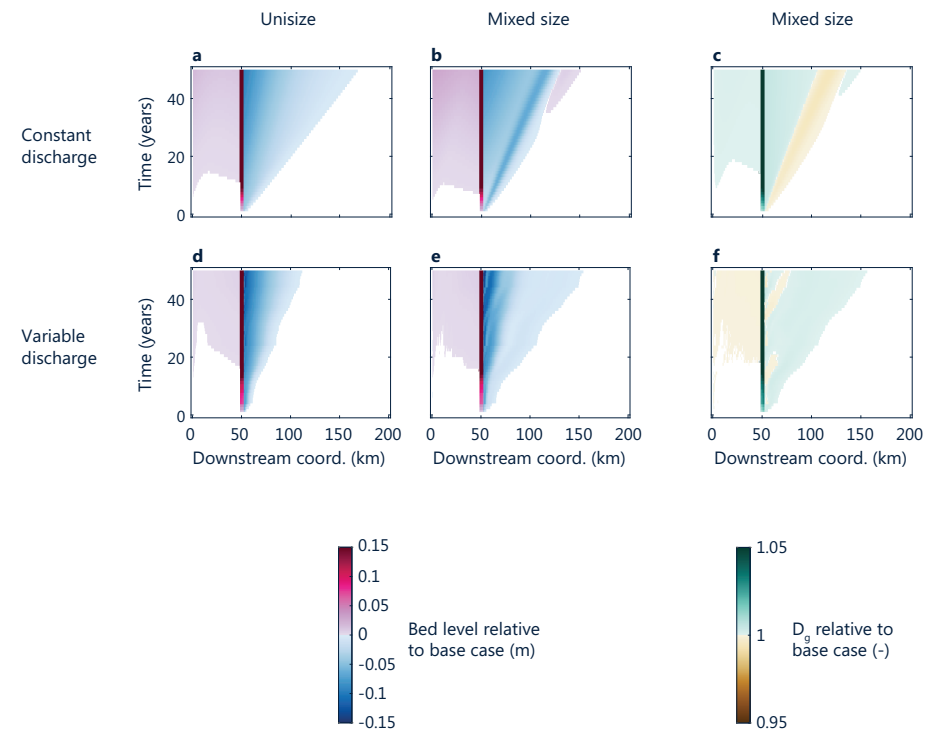 Unisize
Mixed size
Mixed size
a
b
c
Constant
discharge
Time (years)
40
20
0
d
e
f
Variable
discharge
Time (years)
40
20
0
0 50 100 150 200
0 50 100 150 200
0 50 100 150 200
Downstream coord. (km)
Downstream coord. (km)
Downstream coord. (km)
0.15
0.1
0.05
0
-0.05
-0.1
-0.15
Bed level relative
to base case (m)
1.05
1
0.95
Dg relative to
base case (-)